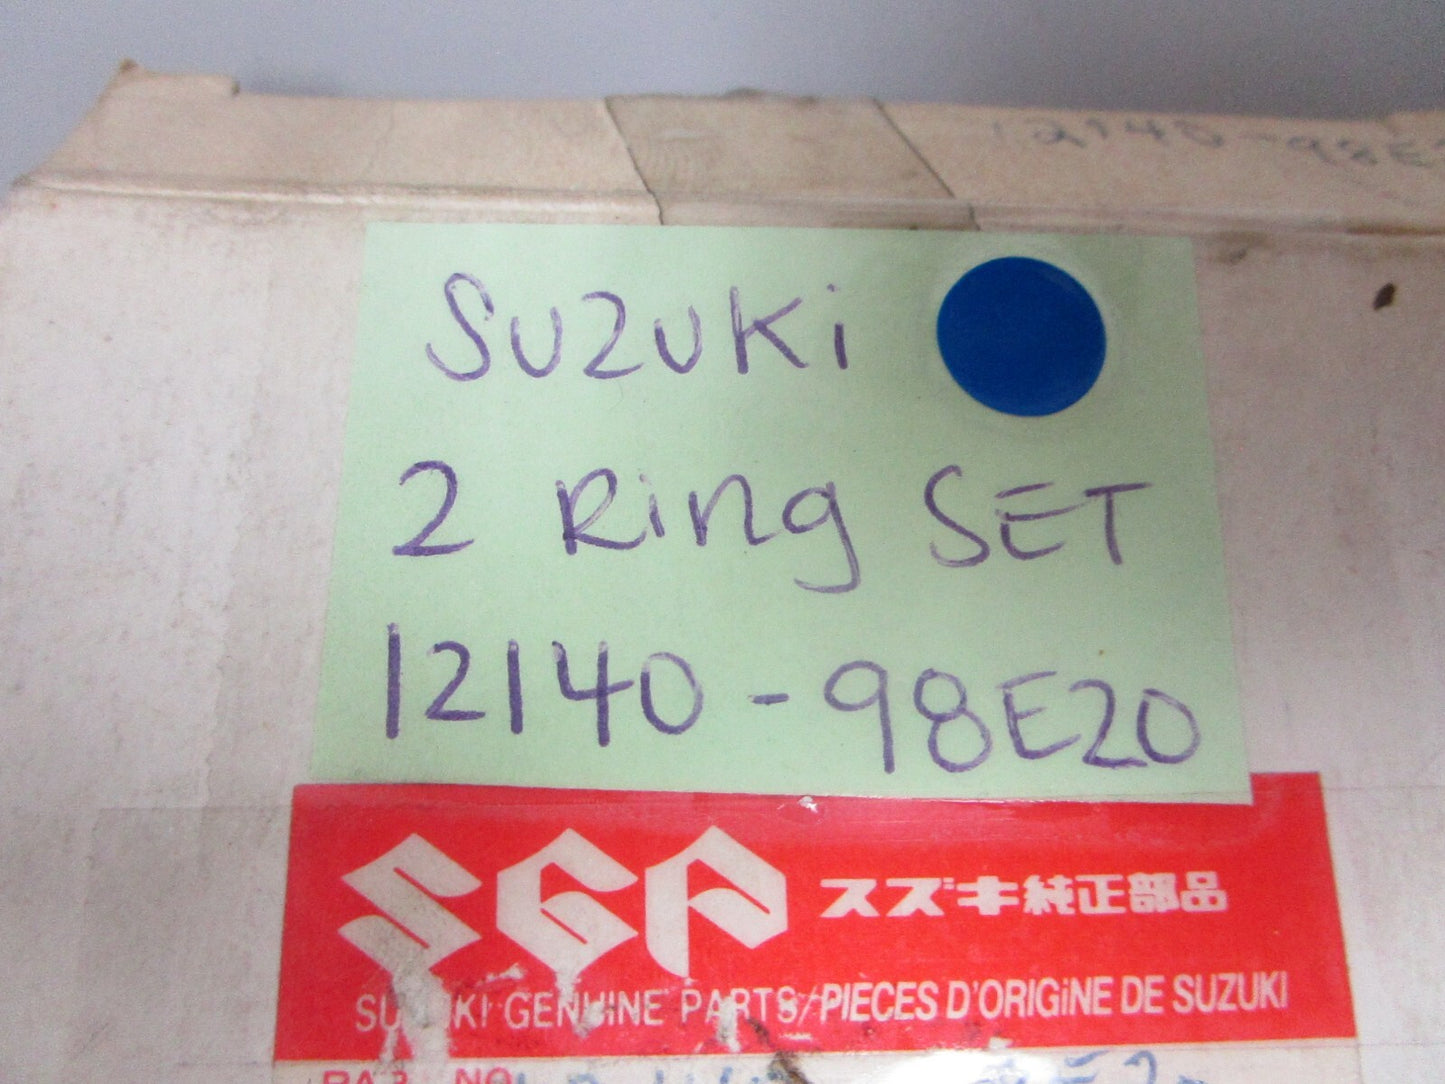 12140-98E
SUZUKi
2 Ring SET
12140-98E20
SGP スズキ純正部品
SUZUKI GENUINE PARTS/PIÈCES D'ORIGINE DE SUZUKI